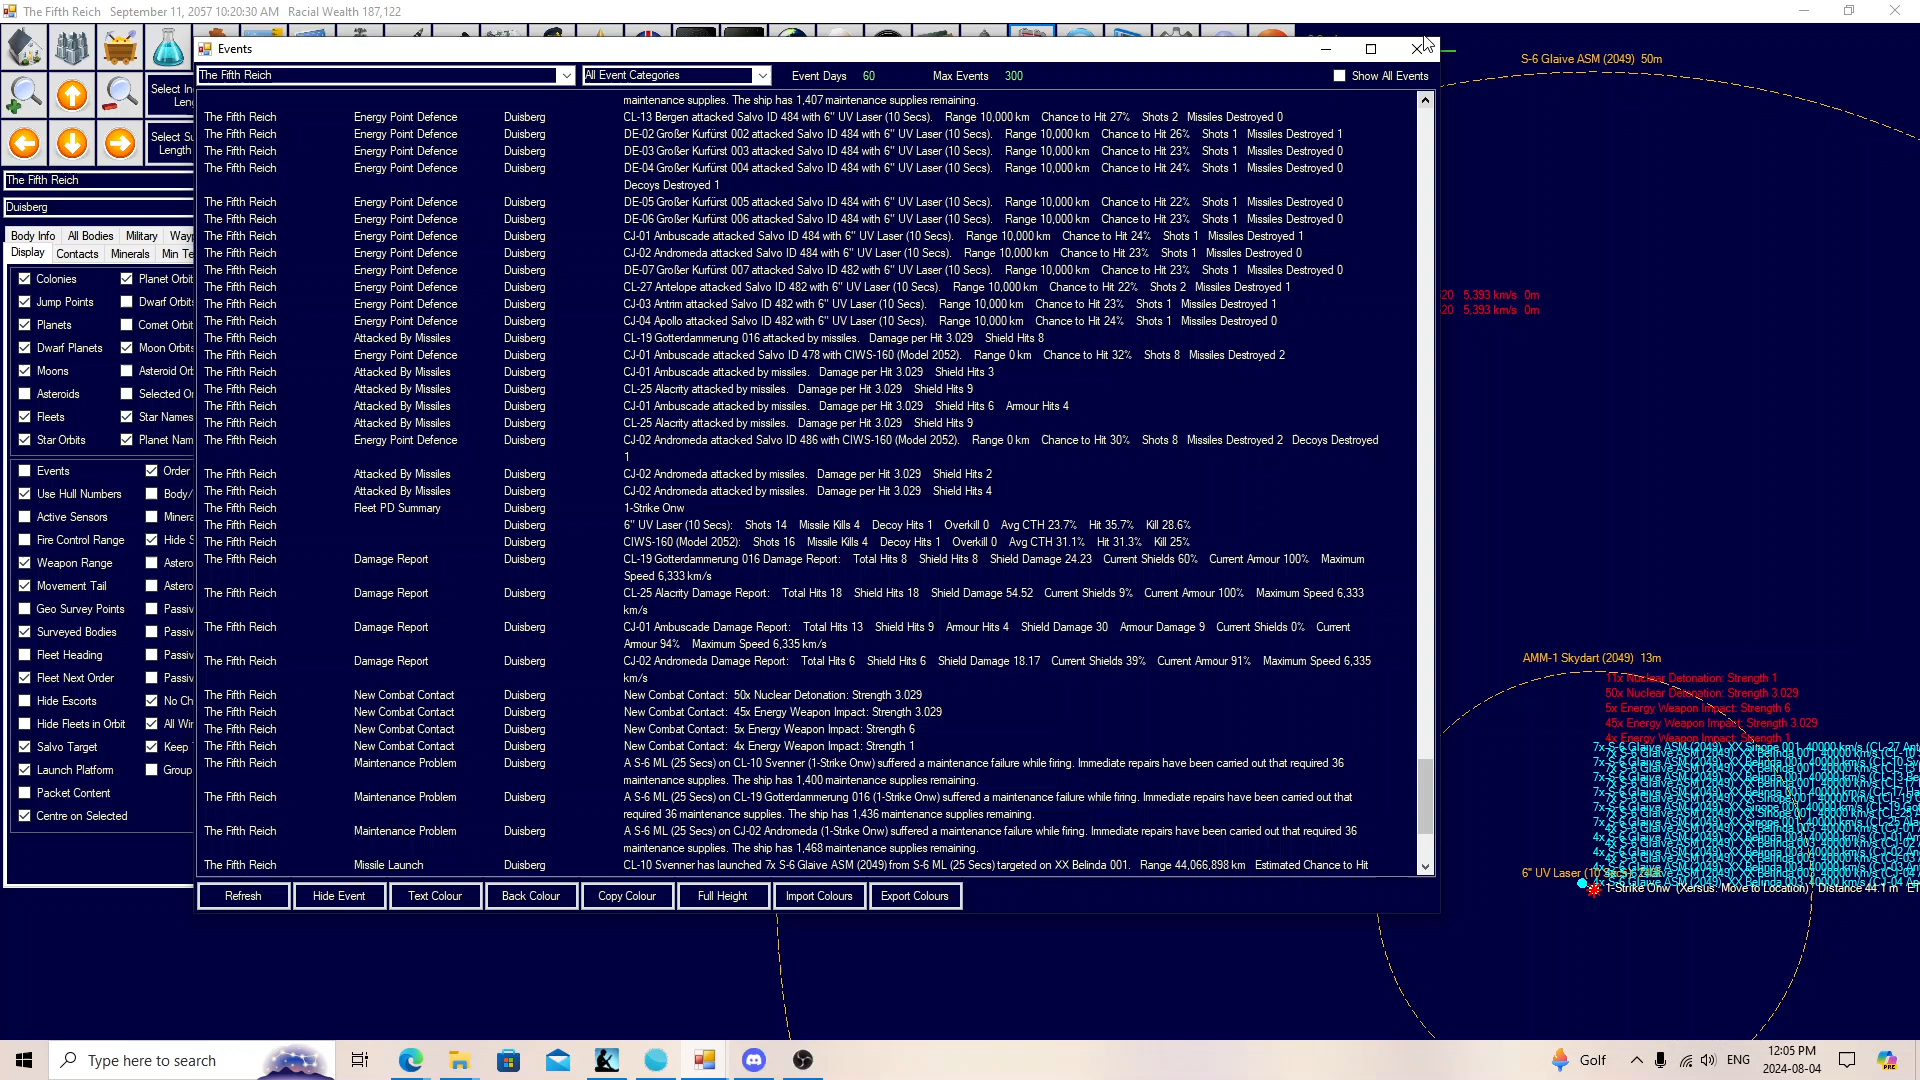 The Fifth Reich   September 11, 2057 10:20:30 AM   Racial Wealth 187,122
Events
The Fifth Reich
All Event Categories
Event Days 60
Max Events 300
Show All Events
maintenance supplies. The ship has 1,407 maintenance supplies remaining.
The Fifth Reich Energy Point Defence Duisberg CL-13 Bergen attacked Salvo ID 484 with 6" UV Laser (10 Secs). Range 10,000 km Chance to Hit 27% Shots 2 Missiles Destroyed 0
The Fifth Reich Energy Point Defence Duisberg DE-02 Großer Kurfürst 002 attacked Salvo ID 484 with 6" UV Laser (10 Secs). Range 10,000 km Chance to Hit 26% Shots 1 Missiles Destroyed 1
The Fifth Reich Energy Point Defence Duisberg DE-03 Großer Kurfürst 003 attacked Salvo ID 484 with 6" UV Laser (10 Secs). Range 10,000 km Chance to Hit 23% Shots 1 Missiles Destroyed 0
The Fifth Reich Energy Point Defence Duisberg DE-04 Großer Kurfürst 004 attacked Salvo ID 484 with 6" UV Laser (10 Secs). Range 10,000 km Chance to Hit 24% Shots 1 Missiles Destroyed 0
Decoys Destroyed 1
The Fifth Reich Energy Point Defence Duisberg DE-05 Großer Kurfürst 005 attacked Salvo ID 484 with 6" UV Laser (10 Secs). Range 10,000 km Chance to Hit 22% Shots 1 Missiles Destroyed 0
The Fifth Reich Energy Point Defence Duisberg DE-06 Großer Kurfürst 006 attacked Salvo ID 484 with 6" UV Laser (10 Secs). Range 10,000 km Chance to Hit 23% Shots 1 Missiles Destroyed 0
The Fifth Reich Energy Point Defence Duisberg CJ-01 Ambuscade attacked Salvo ID 484 with 6" UV Laser (10 Secs). Range 10,000 km Chance to Hit 24% Shots 1 Missiles Destroyed 1
The Fifth Reich Energy Point Defence Duisberg CJ-02 Andromeda attacked Salvo ID 484 with 6" UV Laser (10 Secs). Range 10,000 km Chance to Hit 23% Shots 1 Missiles Destroyed 0
The Fifth Reich Energy Point Defence Duisberg DE-07 Großer Kurfürst 007 attacked Salvo ID 482 with 6" UV Laser (10 Secs). Range 10,000 km Chance to Hit 23% Shots 1 Missiles Destroyed 0
The Fifth Reich Energy Point Defence Duisberg CL-27 Antelope attacked Salvo ID 482 with 6" UV Laser (10 Secs). Range 10,000 km Chance to Hit 22% Shots 2 Missiles Destroyed 1
The Fifth Reich Energy Point Defence Duisberg CJ-03 Antrim attacked Salvo ID 482 with 6" UV Laser (10 Secs). Range 10,000 km Chance to Hit 23% Shots 1 Missiles Destroyed 1
The Fifth Reich Energy Point Defence Duisberg CJ-04 Apollo attacked Salvo ID 482 with 6" UV Laser (10 Secs). Range 10,000 km Chance to Hit 24% Shots 1 Missiles Destroyed 0
The Fifth Reich Attacked By Missiles Duisberg CL-19 Gotterdammerung 016 attacked by missiles. Damage per Hit 3.029 Shield Hits 8
The Fifth Reich Energy Point Defence Duisberg CJ-01 Ambuscade attacked Salvo ID 478 with CIWS-160 (Model 2052). Range 0 km Chance to Hit 32% Shots 8 Missiles Destroyed 2
The Fifth Reich Attacked By Missiles Duisberg CJ-01 Ambuscade attacked by missiles. Damage per Hit 3.029 Shield Hits 3
The Fifth Reich Attacked By Missiles Duisberg CL-25 Alacrity attacked by missiles. Damage per Hit 3.029 Shield Hits 9
The Fifth Reich Attacked By Missiles Duisberg CJ-01 Ambuscade attacked by missiles. Damage per Hit 3.029 Shield Hits 6 Armour Hits 4
The Fifth Reich Attacked By Missiles Duisberg CL-25 Alacrity attacked by missiles. Damage per Hit 3.029 Shield Hits 9
The Fifth Reich Energy Point Defence Duisberg CJ-02 Andromeda attacked Salvo ID 486 with CIWS-160 (Model 2052). Range 0 km Chance to Hit 30% Shots 8 Missiles Destroyed 2 Decoys Destroyed
1
The Fifth Reich Attacked By Missiles Duisberg CJ-02 Andromeda attacked by missiles. Damage per Hit 3.029 Shield Hits 2
The Fifth Reich Attacked By Missiles Duisberg CJ-02 Andromeda attacked by missiles. Damage per Hit 3.029 Shield Hits 4
The Fifth Reich Fleet PD Summary Duisberg 1-Strike Onw
The Fifth Reich Duisberg 6" UV Laser (10 Secs): Shots 14 Missile Kills 4 Decoy Hits 1 Overkill 0 Avg CTH 23.7% Hit 35.7% Kill 28.6%
The Fifth Reich Duisberg CIWS-160 (Model 2052): Shots 16 Missile Kills 4 Decoy Hits 1 Overkill 0 Avg CTH 31.1% Hit 31.3% Kill 25%
The Fifth Reich Damage Report Duisberg CL-19 Gotterdammerung 016 Damage Report: Total Hits 8 Shield Hits 8 Shield Damage 24.23 Current Shields 60% Current Armour 100% Maximum
Speed 6,333 km/s
The Fifth Reich Damage Report Duisberg CL-25 Alacrity Damage Report: Total Hits 18 Shield Hits 18 Shield Damage 54.52 Current Shields 9% Current Armour 100% Maximum Speed 6,333
km/s
The Fifth Reich Damage Report Duisberg CJ-01 Ambuscade Damage Report: Total Hits 13 Shield Hits 9 Armour Hits 4 Shield Damage 30 Armour Damage 9 Current Shields 0% Current
Armour 94% Maximum Speed 6,335 km/s
The Fifth Reich Damage Report Duisberg CJ-02 Andromeda Damage Report: Total Hits 6 Shield Hits 6 Shield Damage 18.17 Current Shields 39% Current Armour 91% Maximum Speed 6,335
km/s
The Fifth Reich New Combat Contact Duisberg New Combat Contact: 50x Nuclear Detonation: Strength 3.029
The Fifth Reich New Combat Contact Duisberg New Combat Contact: 45x Energy Weapon Impact: Strength 3.029
The Fifth Reich New Combat Contact Duisberg New Combat Contact: 5x Energy Weapon Impact: Strength 6
The Fifth Reich New Combat Contact Duisberg New Combat Contact: 4x Energy Weapon Impact: Strength 1
The Fifth Reich Maintenance Problem Duisberg A S-6 ML (25 Secs) on CL-10 Svenner (1-Strike Onw) suffered a maintenance failure while firing. Immediate repairs have been carried out that required 36
maintenance supplies. The ship has 1,400 maintenance supplies remaining.
The Fifth Reich Maintenance Problem Duisberg A S-6 ML (25 Secs) on CL-19 Gotterdammerung 016 (1-Strike Onw) suffered a maintenance failure while firing. Immediate repairs have been carried out that
required 36 maintenance supplies. The ship has 1,436 maintenance supplies remaining.
The Fifth Reich Maintenance Problem Duisberg A S-6 ML (25 Secs) on CJ-02 Andromeda (1-Strike Onw) suffered a maintenance failure while firing. Immediate repairs have been carried out that required 36
maintenance supplies. The ship has 1,468 maintenance supplies remaining.
The Fifth Reich Missile Launch Duisberg CL-10 Svenner has launched 7x S-6 Glaive ASM (2049) from S-6 ML (25 Secs) targeted on XX Belinda 001. Range 44,066,898 km Estimated Chance to Hit
Refresh
Hide Event
Text Colour
Back Colour
Copy Colour
Full Height
Import Colours
Export Colours
Select In
Len
Select Su
Length
The Fifth Reich
Duisberg
Body Info All Bodies Military Wayp
Display Contacts Minerals Min Te
Colonies Planet Orbit
Jump Points Dwarf Orbit
Planets Comet Orbit
Dwarf Planets Moon Orbits
Moons Asteroid Orb
Asteroids Selected Or
Fleets Star Names
Star Orbits Planet Nam
Events Order
Use Hull Numbers Body/
Active Sensors Minera
Fire Control Range Hide S
Weapon Range Astero
Movement Tail Astero
Geo Survey Points Passiv
Surveyed Bodies Passiv
Fleet Heading Passiv
Fleet Next Order Passiv
Hide Escorts No Ch
Hide Fleets in Orbit All Wir
Salvo Target Keep
Launch Platform Group
Packet Content
Centre on Selected
S-6 Glaive ASM (2049) 50m
20 5,393 km/s 0m
20 5,393 km/s 0m
AMM-1 Skydart (2049) 13m
11x Nuclear Detonation: Strength 1
50x Nuclear Detonation: Strength 3.029
5x Energy Weapon Impact: Strength 6
45x Energy Weapon Impact: Strength 3.029
4x Energy Weapon Impact: Strength 1
6" UV Laser (10
1-Strike Onw (Xersus: Move to Location) Distance 44.1 m
Type here to search
Golf
ENG
12:05 PM
2024-08-04
PRE